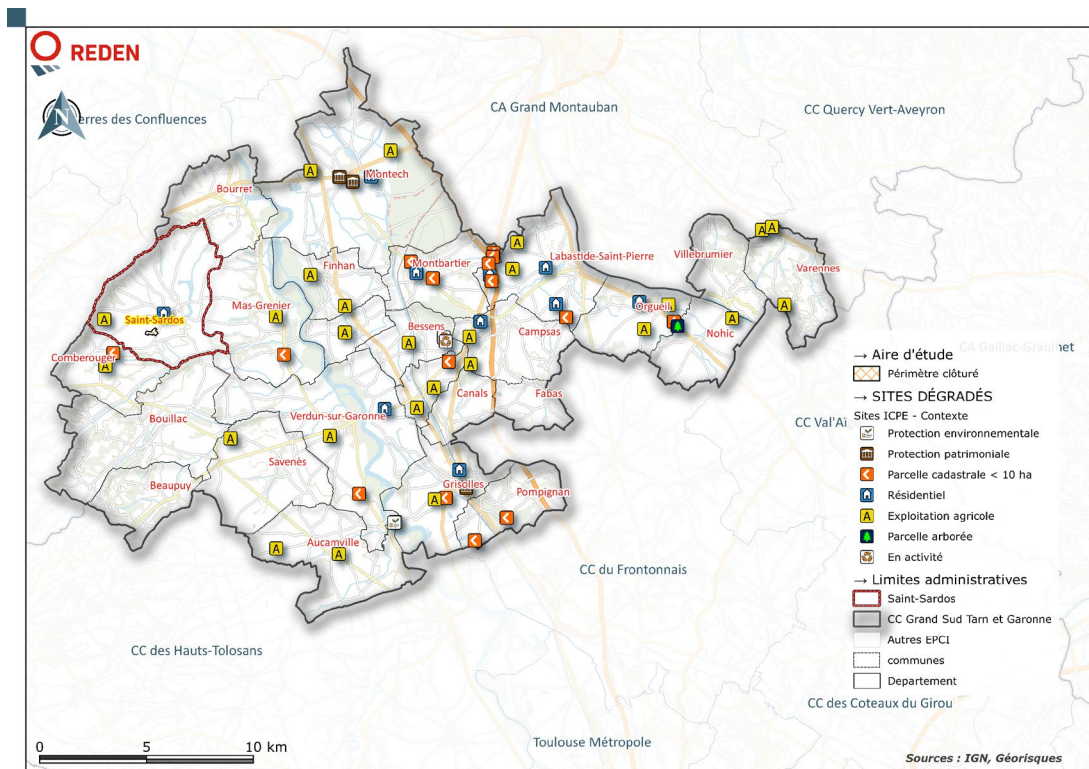 REDEN
N
erres des Confluences
CA Grand Montauban
CC Quercy Vert-Aveyron
Montech
Bourret
Labastide-Saint-Pierre
Villebrumier
Varennes
Finhan
Montbartier
Mas-Grenier
Orgueil
Saint-Sardos
Bessens
Campsas
Nohic
Comberouger
CA Gaillac-Graulhet
Canals
Fabas
Bouillac
Verdun-sur-Garonne
CC Val'Aï
Savenès
Beaupuy
Grisolles
Pompignan
Aucamville
CC du Frontonnais
CC des Hauts-Tolosans
CC des Coteaux du Girou
Toulouse Métropole
→ Aire d'étude
Périmètre clôturé
→ SITES DÉGRADÉS
Sites ICPE - Contexte
Protection environnementale
Protection patrimoniale
Parcelle cadastrale < 10 ha
Résidentiel
A Exploitation agricole
Parcelle arborée
En activité
→ Limites administratives
Saint-Sardos
CC Grand Sud Tarn et Garonne
Autres EPCI
communes
Departement
0 5 10 km
Sources : IGN, Géorisques